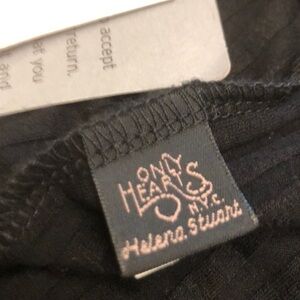 accept
at you
return.
and
ONLY
HEARTS
N.Y.C.
Helena Stuart